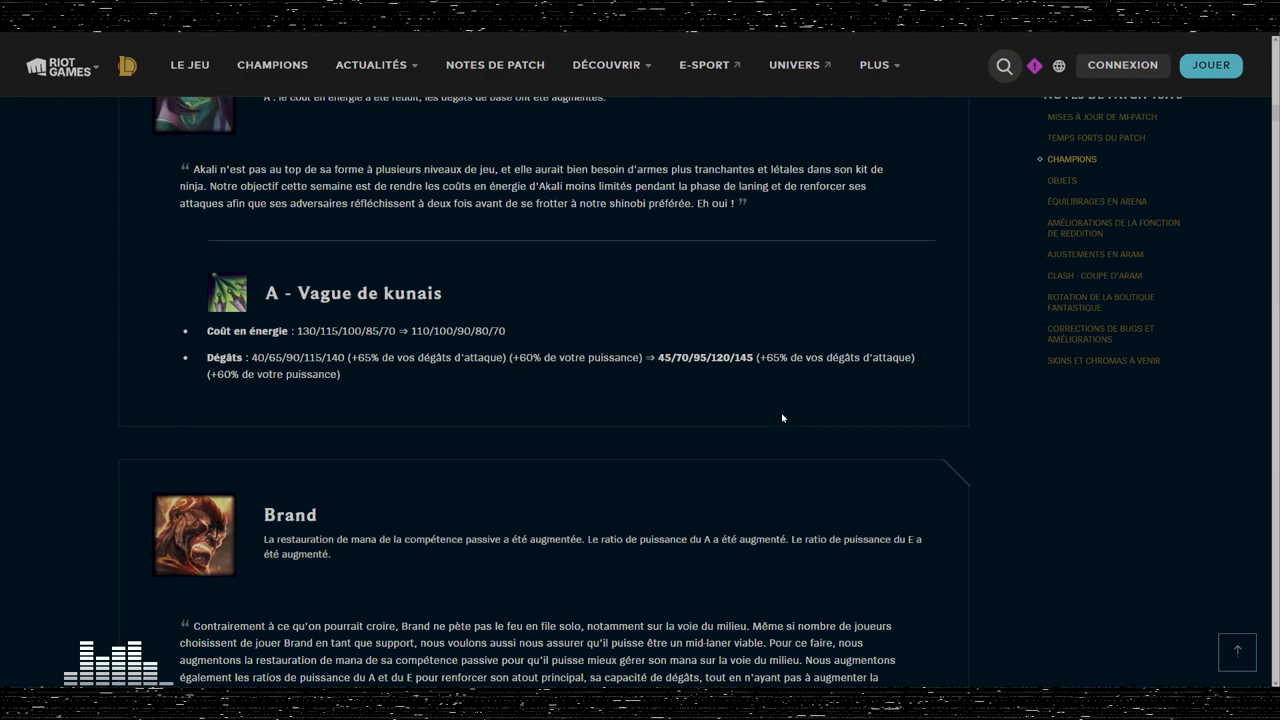 RIOT GAMES
LE JEU
CHAMPIONS
ACTUALITÉS
NOTES DE PATCH
DÉCOUVRIR
E-SPORT
UNIVERS
PLUS
CONNEXION
JOUER
A : le coût en énergie a été réduit, les dégâts de base ont été augmentés.
" Akali n'est pas au top de sa forme à plusieurs niveaux de jeu, et elle aurait bien besoin d'armes plus tranchantes et létales dans son kit de
ninja. Notre objectif cette semaine est de rendre les coûts en énergie d'Akali moins limités pendant la phase de laning et de renforcer ses
attaques afin que ses adversaires réfléchissent à deux fois avant de se frotter à notre shinobi préférée. Eh oui ! "
A - Vague de kunais
• Coût en énergie : 130/115/100/85/70 ⇒ 110/100/90/80/70
• Dégâts : 40/65/90/115/140 (+65% de vos dégâts d'attaque) (+60% de votre puissance) ⇒ 45/70/95/120/145 (+65% de vos dégâts d'attaque)
(+60% de votre puissance)
Brand
La restauration de mana de la compétence passive a été augmentée. Le ratio de puissance du A a été augmenté. Le ratio de puissance du E a
été augmenté.
" Contrairement à ce qu'on pourrait croire, Brand ne pète pas le feu en file solo, notamment sur la voie du milieu. Même si nombre de joueurs
choisissent de jouer Brand en tant que support, nous voulons aussi nous assurer qu'il puisse être un mid-laner viable. Pour ce faire, nous
augmentons la restauration de mana de sa compétence passive pour qu'il puisse mieux gérer son mana sur la voie du milieu. Nous augmentons
également les ratios de puissance du A et du E pour renforcer son atout principal, sa capacité de dégâts, tout en n'ayant pas à augmenter la
NOTES DE PATCH
MISES À JOUR DE MI-PATCH
TEMPS FORTS DU PATCH
CHAMPIONS
OBJETS
ÉQUILIBRAGES EN ARENA
AMÉLIORATIONS DE LA FONCTION
DE REDDITION
AJUSTEMENTS EN ARAM
CLASH - COUPE D'ARAM
ROTATION DE LA BOUTIQUE
FANTASTIQUE
CORRECTIONS DE BUGS ET
AMÉLIORATIONS
SKINS ET CHROMAS À VENIR